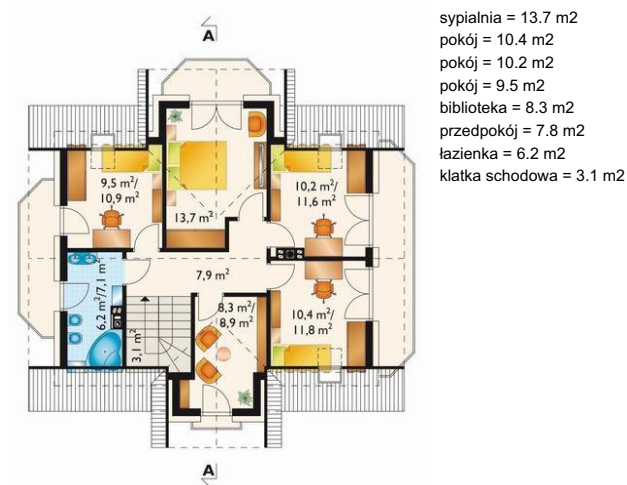 A
sypialnia = 13.7 m2
pokój = 10.4 m2
pokój = 10.2 m2
pokój = 9.5 m2
biblioteka = 8.3 m2
przedpokój = 7.8 m2
łazienka = 6.2 m2
klatka schodowa = 3.1 m2
9,5 m²/
10,9 m²
13,7 m²
10,2 m²/
11,6 m²
6,2 m²/7,1 m²
7,9 m²
3,1 m²
8,3 m²/
8,9 m²
10,4 m²/
11,8 m²
A